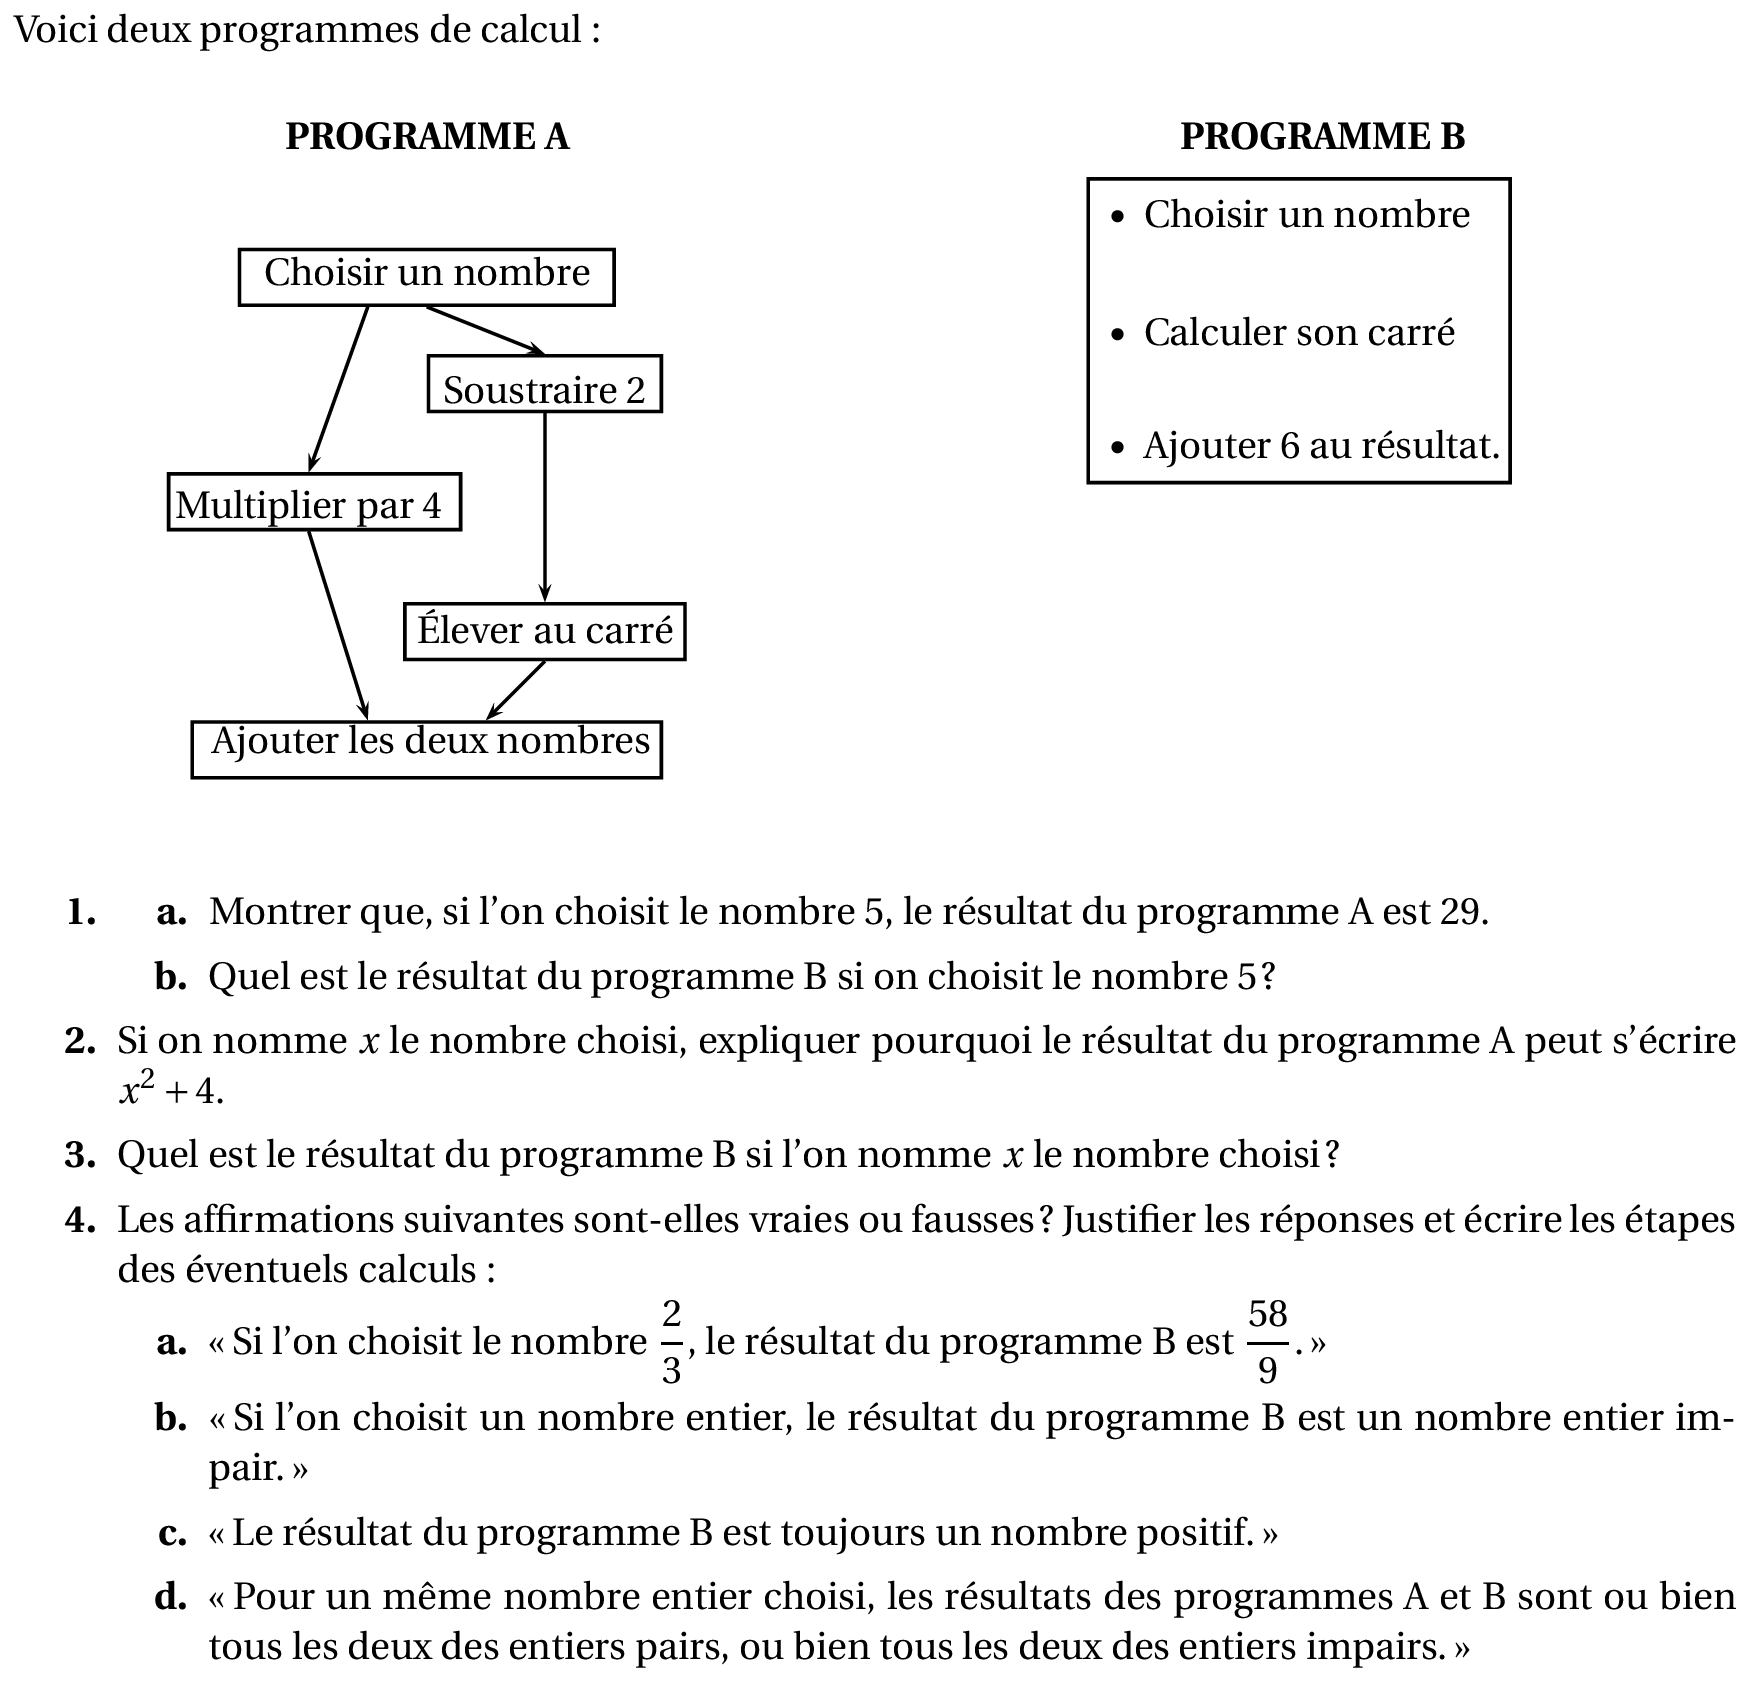 Voici deux programmes de calcul :
PROGRAMME A
Choisir un nombre
Soustraire 2
Multiplier par 4
Élever au carré
Ajouter les deux nombres
PROGRAMME B
• Choisir un nombre
• Calculer son carré
• Ajouter 6 au résultat.
1. a. Montrer que, si l'on choisit le nombre 5, le résultat du programme A est 29.
b. Quel est le résultat du programme B si on choisit le nombre 5 ?
2. Si on nomme x le nombre choisi, expliquer pourquoi le résultat du programme A peut s'écrire
x² + 4.
3. Quel est le résultat du programme B si l'on nomme x le nombre choisi ?
4. Les affirmations suivantes sont-elles vraies ou fausses ? Justifier les réponses et écrire les étapes
des éventuels calculs :
a. « Si l'on choisit le nombre 2/3, le résultat du programme B est 58/9. »
b. « Si l'on choisit un nombre entier, le résultat du programme B est un nombre entier im-
pair. »
c. « Le résultat du programme B est toujours un nombre positif. »
d. « Pour un même nombre entier choisi, les résultats des programmes A et B sont ou bien
tous les deux des entiers pairs, ou bien tous les deux des entiers impairs. »